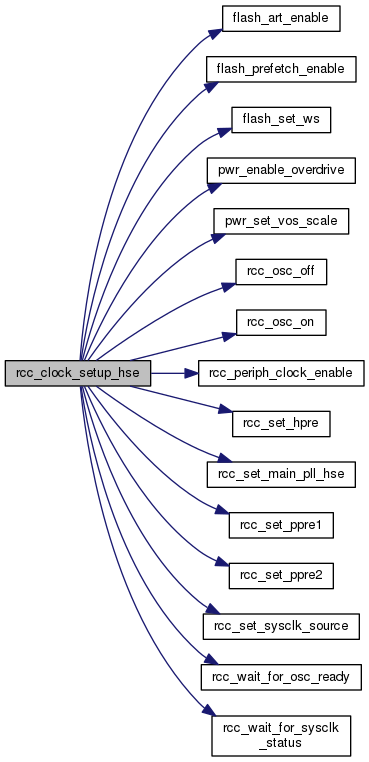 flash_art_enable
flash_prefetch_enable
flash_set_ws
pwr_enable_overdrive
pwr_set_vos_scale
rcc_osc_off
rcc_osc_on
rcc_clock_setup_hse
rcc_periph_clock_enable
rcc_set_hpre
rcc_set_main_pll_hse
rcc_set_ppre1
rcc_set_ppre2
rcc_set_sysclk_source
rcc_wait_for_osc_ready
rcc_wait_for_sysclk
_status